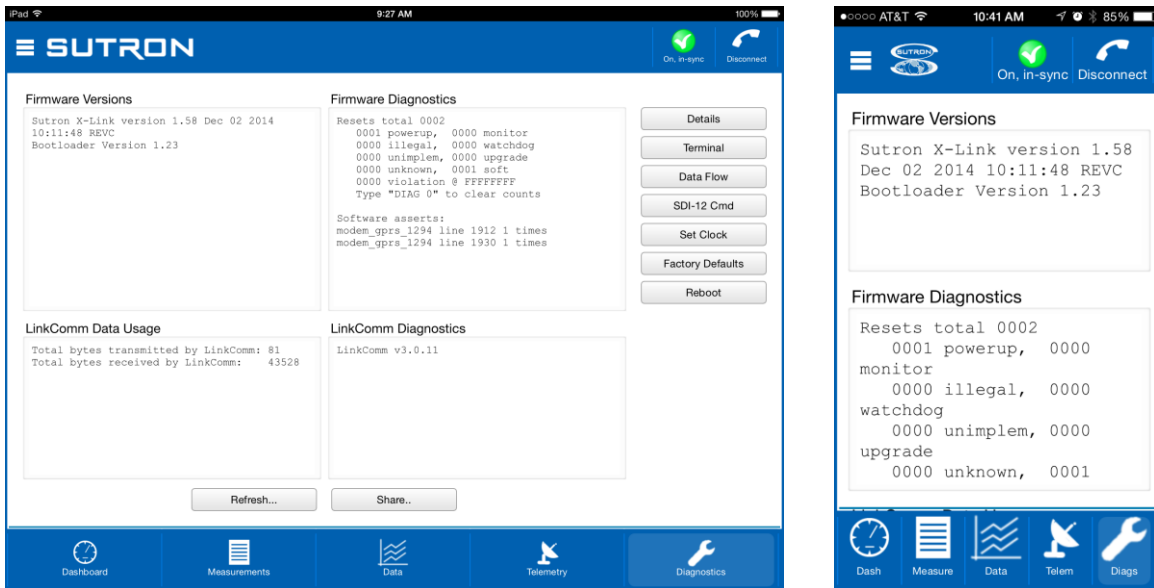 iPad 9:27 AM 100%
SUTRON
On, in-sync Disconnect
Firmware Versions
Sutron X-Link version 1.58 Dec 02 2014
10:11:48 REVC
Bootloader Version 1.23
Firmware Diagnostics
Resets total 0002
0001 powerup, 0000 monitor
0000 illegal, 0000 watchdog
0000 unimplem, 0000 upgrade
0000 unknown, 0001 soft
0000 violation @ FFFFFFFF
Type "DIAG 0" to clear counts
Software asserts:
modem_gprs_1294 line 1912 1 times
modem_gprs_1294 line 1930 1 times
Details
Terminal
Data Flow
SDI-12 Cmd
Set Clock
Factory Defaults
Reboot
LinkComm Data Usage
Total bytes transmitted by LinkComm: 81
Total bytes received by LinkComm: 43528
LinkComm Diagnostics
LinkComm v3.0.11
Refresh...
Share..
Dashboard
Measurements
Data
Telemetry
Diagnostics
AT&T 10:41 AM 85%
SUTRON
On, in-sync Disconnect
Firmware Versions
Sutron X-Link version 1.58
Dec 02 2014 10:11:48 REVC
Bootloader Version 1.23
Firmware Diagnostics
Resets total 0002
0001 powerup, 0000
monitor
0000 illegal, 0000
watchdog
0000 unimplem, 0000
upgrade
0000 unknown, 0001
Dash
Measure
Data
Telem
Diags